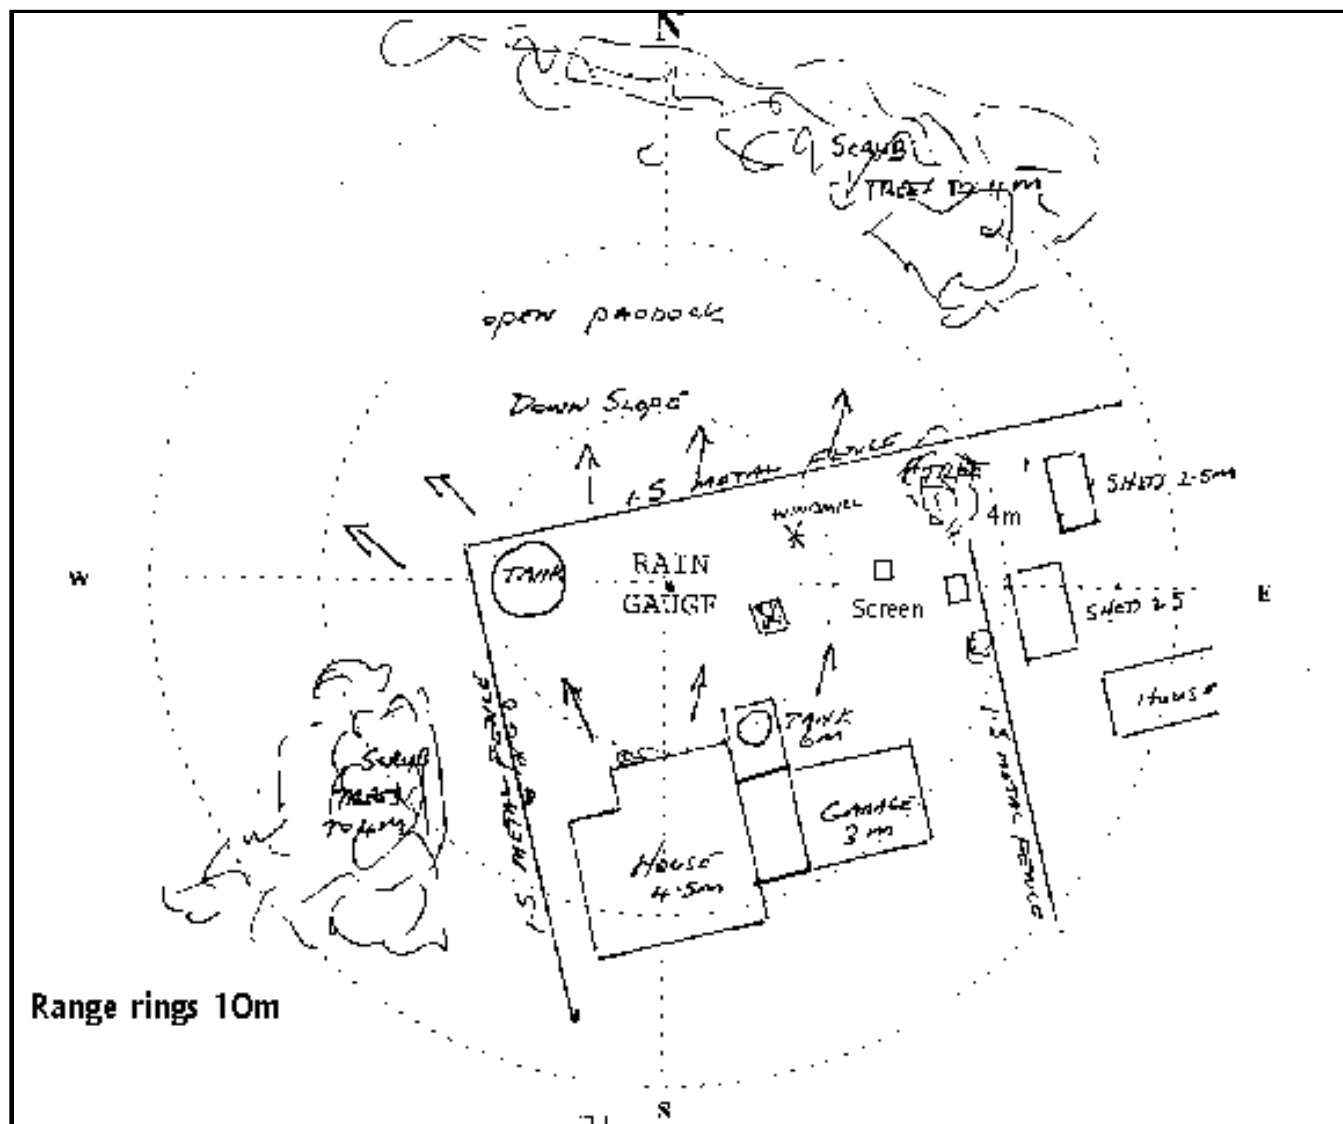 N
SCRUB
TREES TO 4m
OPEN PADDOCK
DOWN SLOPE
1.5 METAL FENCE
TREE
4m
SHED 2.5m
WINDMILL
W
TANK
RAIN
GAUGE
Screen
SHED 2.5
E
HOUSE
TANK
6m
SCRUB
TREES
TO 4m
1.5 METAL FENCE
GARAGE
3m
HOUSE
4.5m
1.5 METAL FENCE
Range rings 10m
S